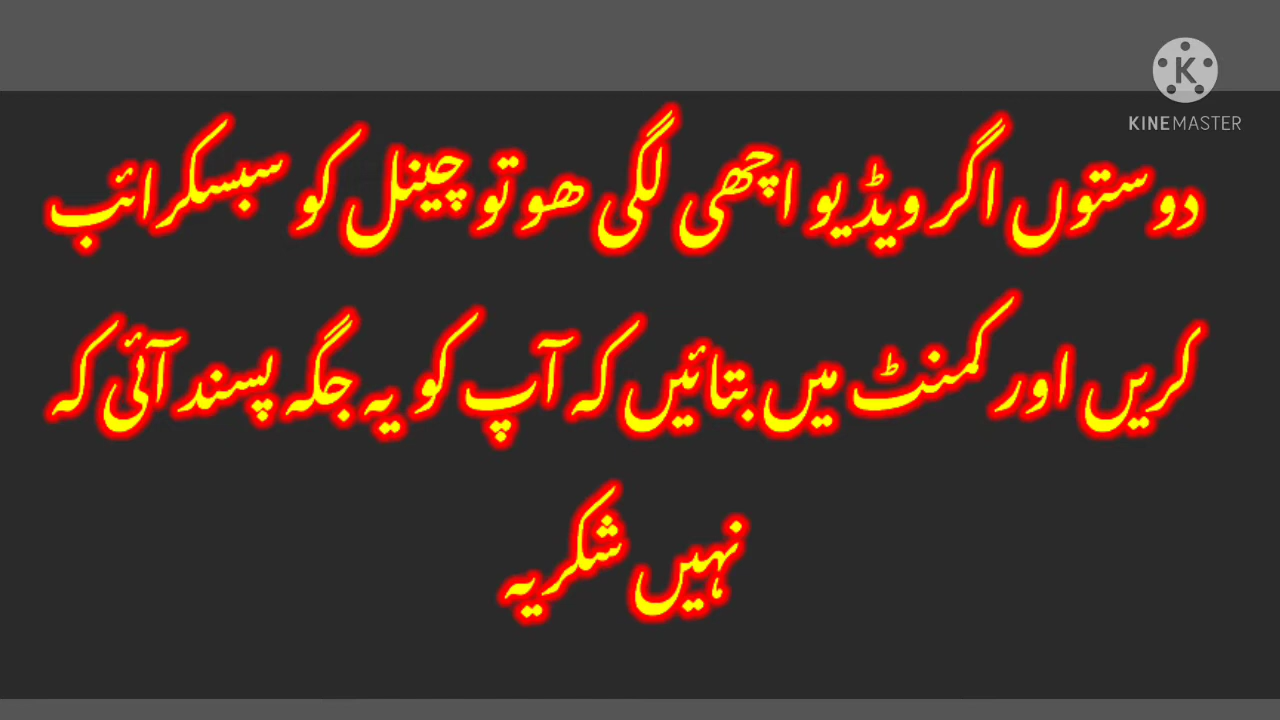 KINEMASTER
دوستوں اگر ویڈیو اچھی لگی ھو تو چینل کو سبسکرائب
کریں اور کمنٹ میں بتائیں کہ آپ کو یہ جگہ پسند آئی کہ
نہیں شکریہ